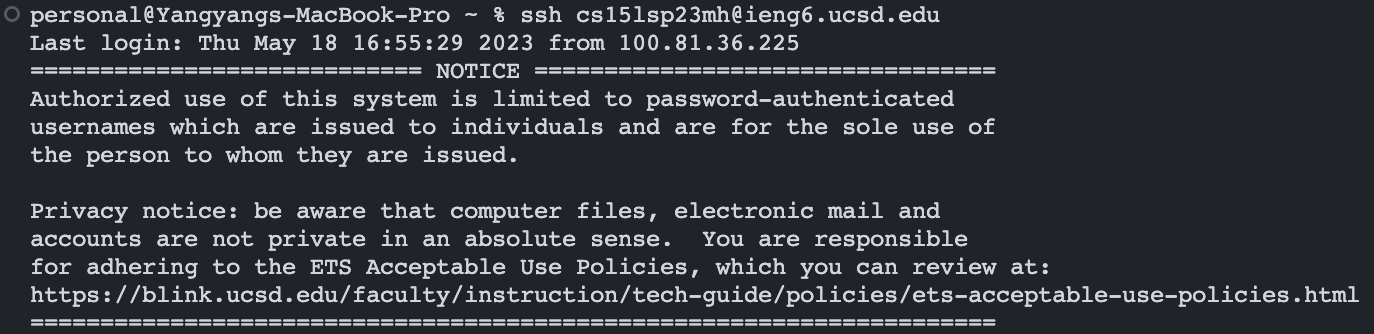 personal@Yangyangs-MacBook-Pro ~ % ssh cs15lsp23mh@ieng6.ucsd.edu
Last login: Thu May 18 16:55:29 2023 from 100.81.36.225
============================== NOTICE =================================
Authorized use of this system is limited to password-authenticated
usernames which are issued to individuals and are for the sole use of
the person to whom they are issued.

Privacy notice: be aware that computer files, electronic mail and
accounts are not private in an absolute sense.  You are responsible
for adhering to the ETS Acceptable Use Policies, which you can review at:
https://blink.ucsd.edu/faculty/instruction/tech-guide/policies/ets-acceptable-use-policies.html
=====================================================================